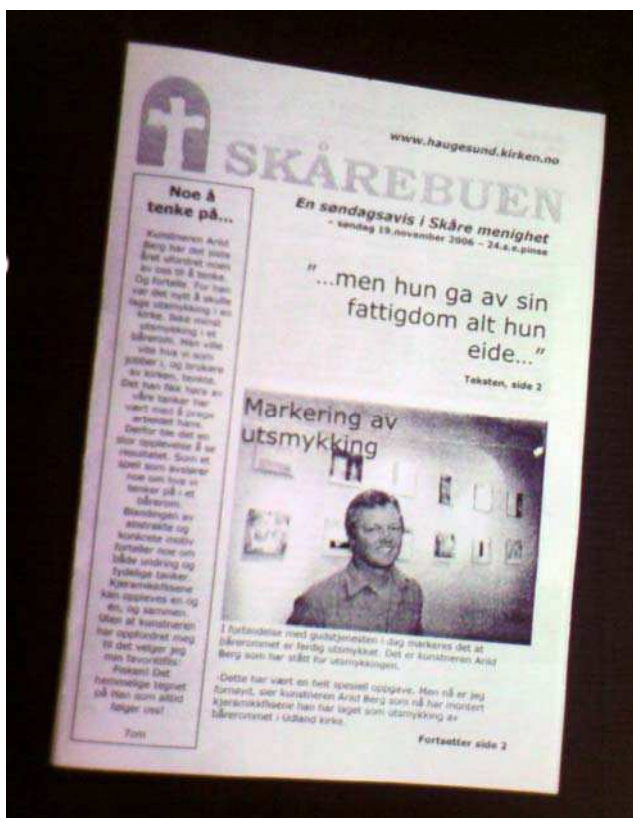 www.haugesund.kirken.no
SKÅREBUEN
En søndagsavis i Skåre menighet
- søndag 19.november 2006 - 24.s.e.pinse
Noe å
tenke på...
Kunstneren Arild
Berg har det siste
året utfordret noen
av oss til å tenke.
Og fortelle. For han
var det nytt å skulle
lage utsmykking i en
kirke. Ikke minst
utsmykking i et
bårerom. Han ville
vite hva vi som
jobber i, og brukere
av kirken, tenkte.
Det han fikk høre av
våre tanker har
vært med å prege
arbeidet hans.
Derfor ble det en
stor opplevelse å se
resultatet. Som et
speil som avslører
noe om hva vi
tenker på i et
bårerom.
Blandingen av
abstrakte og
konkrete motiv
forteller noe om
både undring og
tydelige tanker.
Kjeramikkflisene
kan oppleves en og
en, og sammen.
Uten at kunstneren
har oppfordret meg
til det velger jeg
min favorittflis:
Fisken! Det
hemmelige tegnet
på Han som alltid
følger oss!
Tom
"...men hun ga av sin
fattigdom alt hun
eide..."
Teksten, side 2
Markering av
utsmykking
I forbindelse med gudstjenesten i dag markeres det at
bårerommet er ferdig utsmykket. Det er kunstneren Arild
Berg som har stått for utsmykkingen.
-Dette har vært en helt spesiell oppgave. Men nå er jeg
fornøyd, sier kunstneren Arild Berg som nå har montert
kjeramikkflisene han har laget som utsmykking av
bårerommet i Udland kirke.
Fortsetter side 2